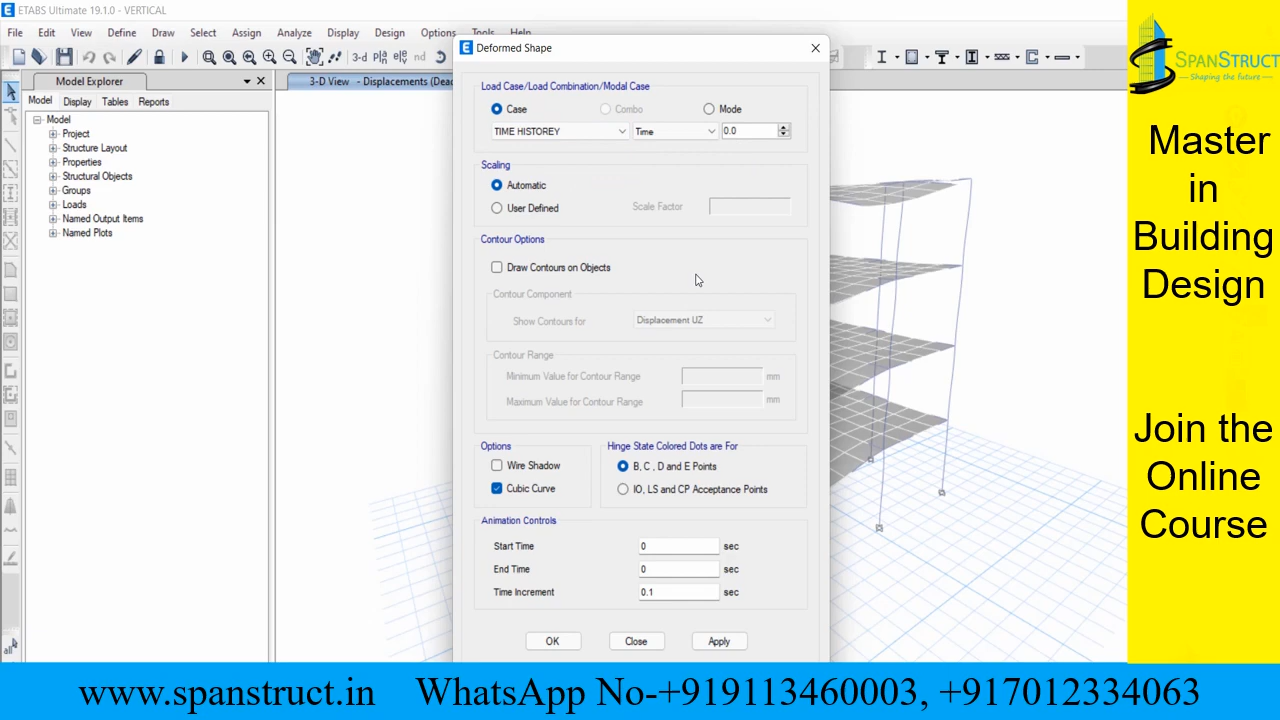 ETABS Ultimate 19.1.0 - VERTICAL
File Edit View Define Draw Select Assign Analyze Display Design Options Tools Help
3-d
nd
Model Explorer
3-D View - Displacements (Dead
Model Display Tables Reports
Model
Project
Structure Layout
Properties
Structural Objects
Groups
Loads
Named Output Items
Named Plots
all
Deformed Shape
Load Case/Load Combination/Modal Case
Case Combo Mode
TIME HISTOREY Time 0.0
Scaling
Automatic
User Defined Scale Factor
Contour Options
Draw Contours on Objects
Contour Component
Show Contours for Displacement UZ
Contour Range
Minimum Value for Contour Range mm
Maximum Value for Contour Range mm
Options
Wire Shadow
Cubic Curve
Hinge State Colored Dots are For
B, C , D and E Points
IO, LS and CP Acceptance Points
Animation Controls
Start Time 0 sec
End Time 0 sec
Time Increment 0.1 sec
OK Close Apply
SPANSTRUCT
Shaping the future
Master
in
Building
Design
Join the
Online
Course
www.spanstruct.in WhatsApp No-+919113460003, +917012334063